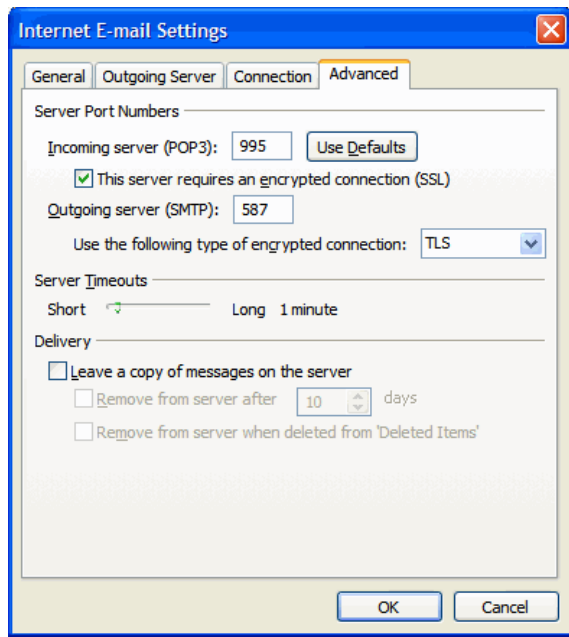 Internet E-mail Settings
General Outgoing Server Connection Advanced
Server Port Numbers
Incoming server (POP3): 995 Use Defaults
This server requires an encrypted connection (SSL)
Outgoing server (SMTP): 587
Use the following type of encrypted connection: TLS
Server Timeouts
Short Long 1 minute
Delivery
Leave a copy of messages on the server
Remove from server after 10 days
Remove from server when deleted from 'Deleted Items'
OK Cancel